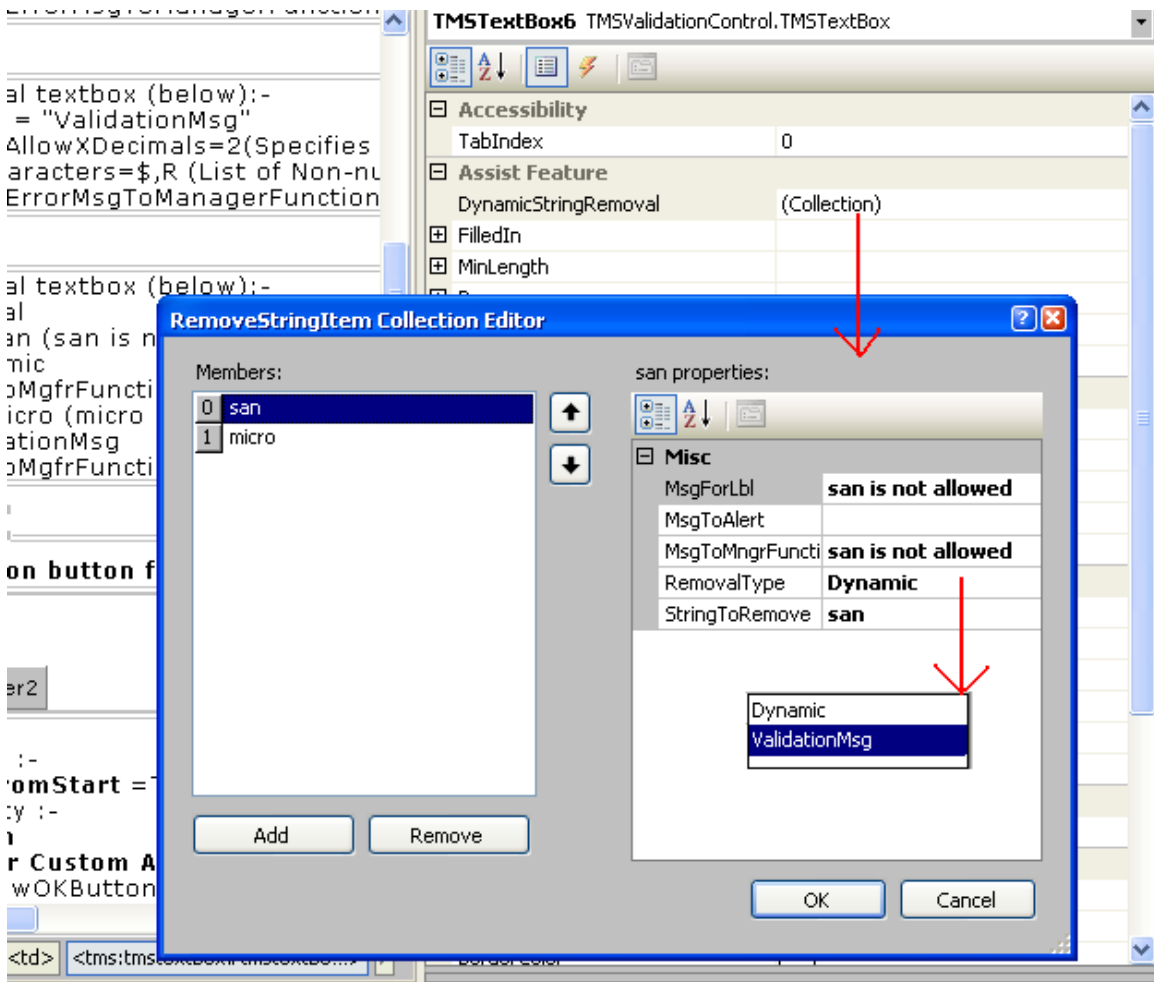 TMSTextBox6 TMSValidationControl.TMSTextBox
al textbox (below):-
= "ValidationMsg"
AllowXDecimals=2(Specifies
aracters=$,R (List of Non-nu
ErrorMsgToManagerFunction
Accessibility
TabIndex 0
Assist Feature
DynamicStringRemoval (Collection)
FilledIn
MinLength
al textbox (below):-
al
an (san is n
mic
oMgfrFuncti
icro (micro
ationMsg
oMgfrFuncti
on button f
er2
:-
romStart =
ty :-
r Custom A
wOKButton
<td> <tms:tms
RemoveStringItem Collection Editor
Members:
0 san
1 micro
Add Remove
san properties:
Misc
MsgForLbl san is not allowed
MsgToAlert
MsgToMngrFuncti san is not allowed
RemovalType Dynamic
StringToRemove san
Dynamic
ValidationMsg
OK Cancel